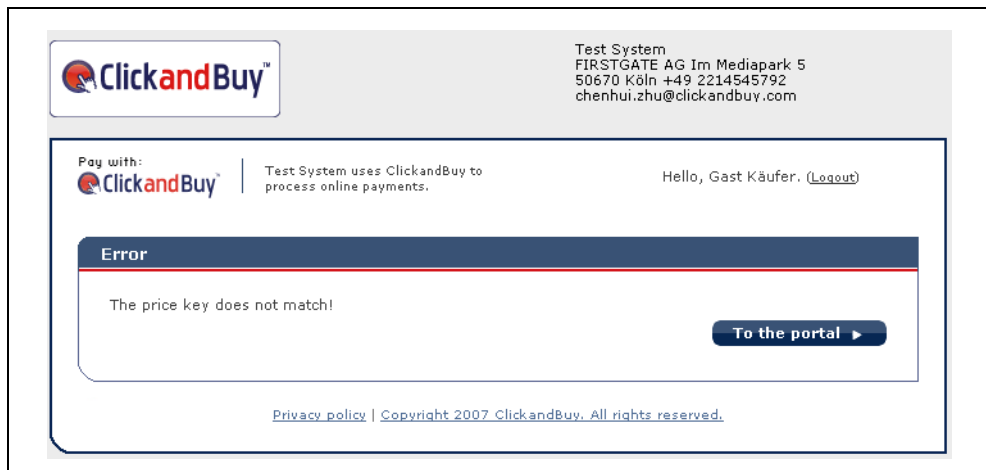 ClickandBuy™
Test System
FIRSTGATE AG Im Mediapark 5
50670 Köln +49 2214545792
chenhui.zhu@clickandbuy.com
Pay with:
ClickandBuy™
Test System uses ClickandBuy to
process online payments.
Hello, Gast Käufer. (Logout)
Error
The price key does not match!
To the portal
Privacy policy | Copyright 2007 ClickandBuy. All rights reserved.